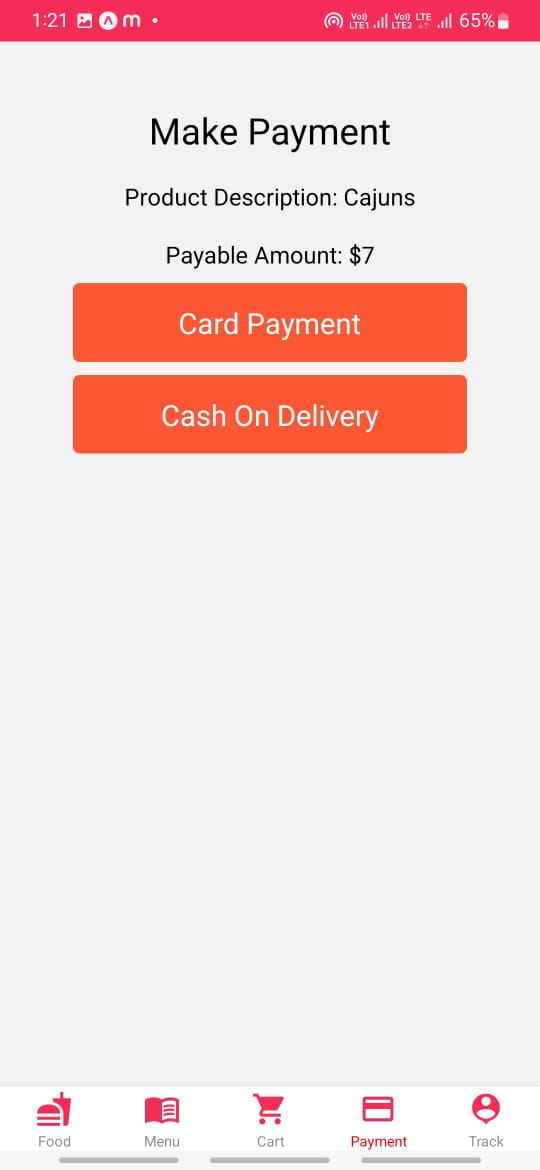 1:21 m • Vo)) LTE1 Vo)) LTE2 LTE 65%
Make Payment
Product Description: Cajuns
Payable Amount: $7
Card Payment
Cash On Delivery
Food Menu Cart Payment Track